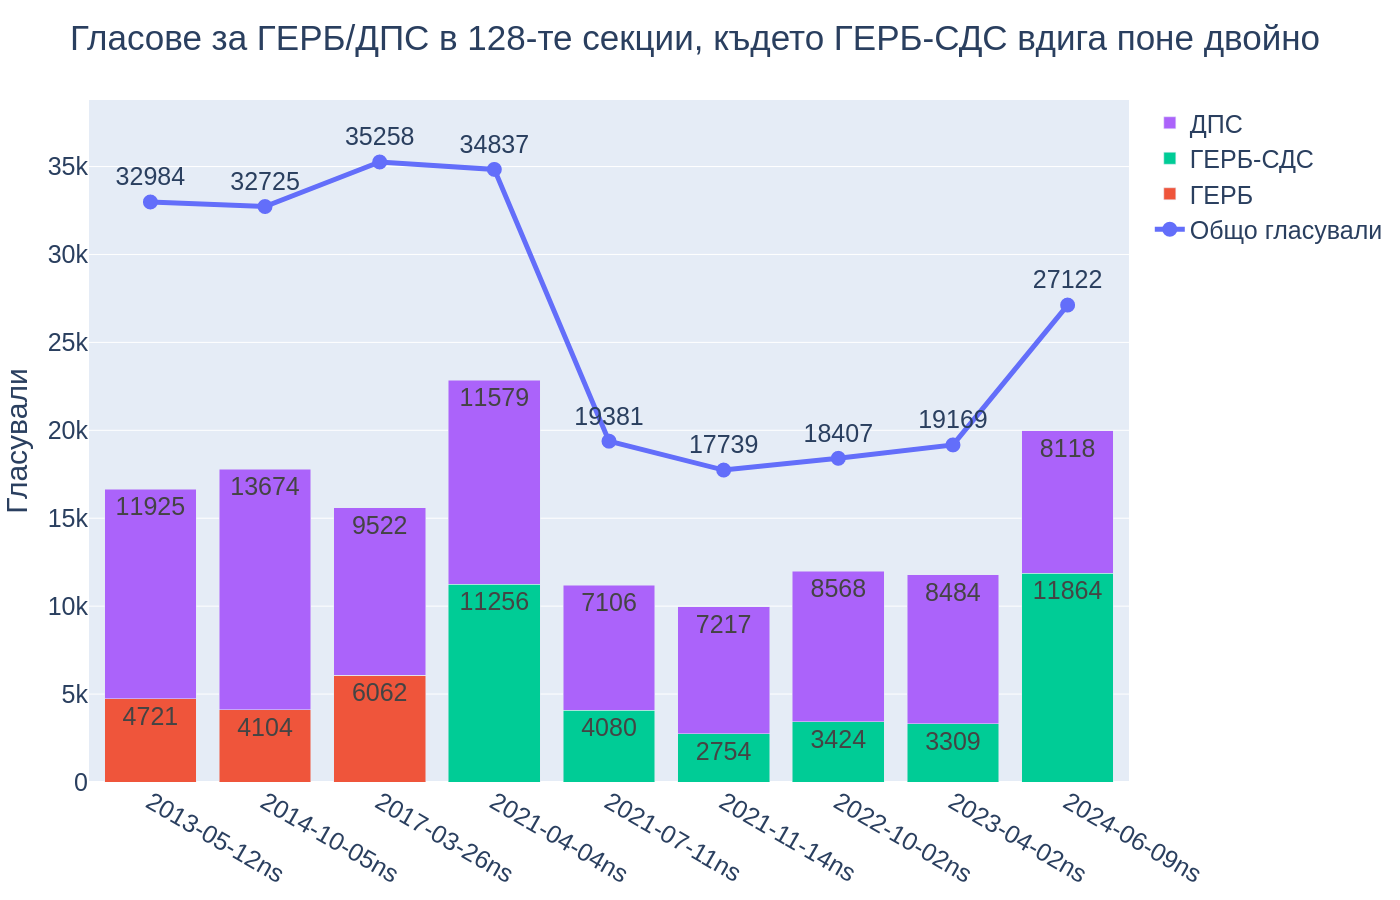 Гласове за ГЕРБ/ДПС в 128-те секции, където ГЕРБ-СДС вдига поне двойно
ДПС
ГЕРБ-СДС
ГЕРБ
Общо гласували
Гласували
35k
30k
25k
20k
15k
10k
5k
0
32984
32725
35258
34837
19381
17739
18407
19169
27122
11925
13674
9522
11579
7106
7217
8568
8484
8118
4721
4104
6062
11256
4080
2754
3424
3309
11864
2013-05-12ns
2014-10-05ns
2017-03-26ns
2021-04-04ns
2021-07-11ns
2021-11-14ns
2022-10-02ns
2023-04-02ns
2024-06-09ns